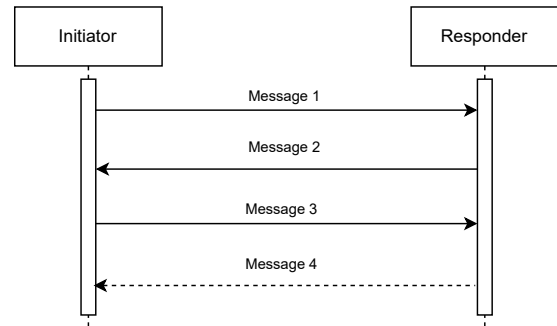 Initiator
Responder
Message 1
Message 2
Message 3
Message 4